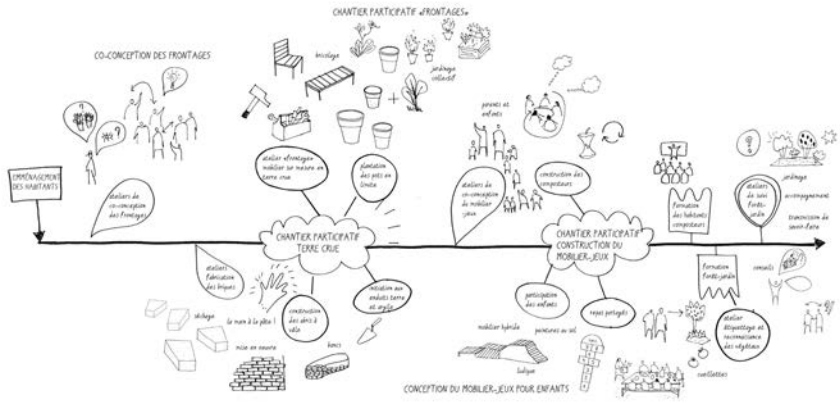 CHANTIER PARTICIPATIF «FRONTAGES»
CO-CONCEPTION DES FRONTAGES
bricolage
jardinage
collectif
parents et
enfants
EMMÉNAGEMENT
DES HABITANTS
atelier «frontages»
mobilier sur mesure en
terre crue
plantation
des pots en
limite
ateliers de
co-conception
des frontages
ateliers de
co-conception
de mobilier
-jeux
construction des
composteurs
formation
des habitants
composteurs
ateliers
de suivi
forêt-
jardin
jardinage
accompagnement
transmission de
savoir-faire
CHANTIER PARTICIPATIF
TERRE CRUE
CHANTIER PARTICIPATIF
CONSTRUCTION DU
MOBILIER-JEUX
ateliers
fabrication
des briques
séchage
la main à la pâte !
mise en oeuvre
construction
des abris à
vélo
bancs
initiation aux
enduits terre et
argile
participation
des enfants
repas partagés
formation
forêt-jardin
conseils
atelier
étiquettage et
reconnaissance
des végétaux
mobilier hybride
peintures au sol
ludique
cueillettes
CONCEPTION DU MOBILIER-JEUX POUR ENFANTS